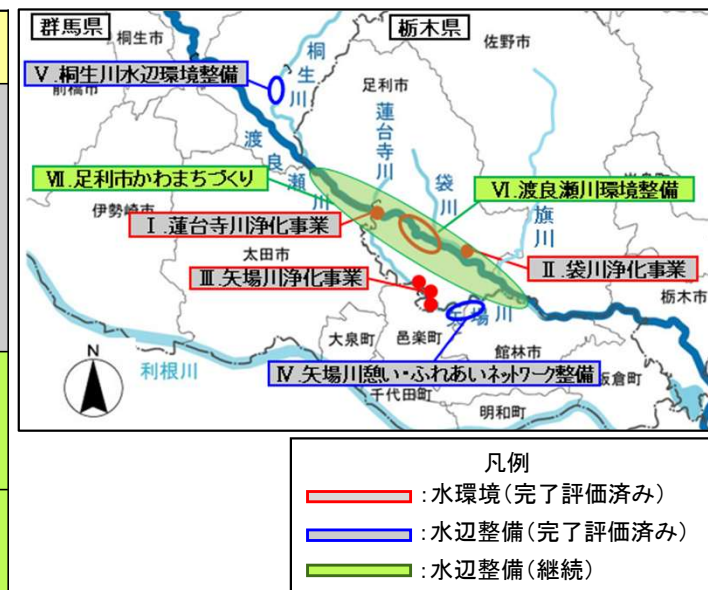 群馬県
栃木県
桐生市
佐野市
桐生川
Ⅴ.桐生川水辺環境整備
足利市
前橋市
蓮台寺川
渡良瀬川
袋川
Ⅶ.足利市かわまちづくり
Ⅵ.渡良瀬川環境整備
伊勢崎市
旗川
Ⅰ.蓮台寺川浄化事業
太田市
Ⅲ.矢場川浄化事業
Ⅱ.袋川浄化事業
栃木市
矢場川
大泉町
邑楽町
館林市
N
利根川
Ⅳ.矢場川憩い・ふれあいネットワーク整備
板倉町
千代田町
明和町
凡例
:水環境(完了評価済み)
:水辺整備(完了評価済み)
:水辺整備(継続)